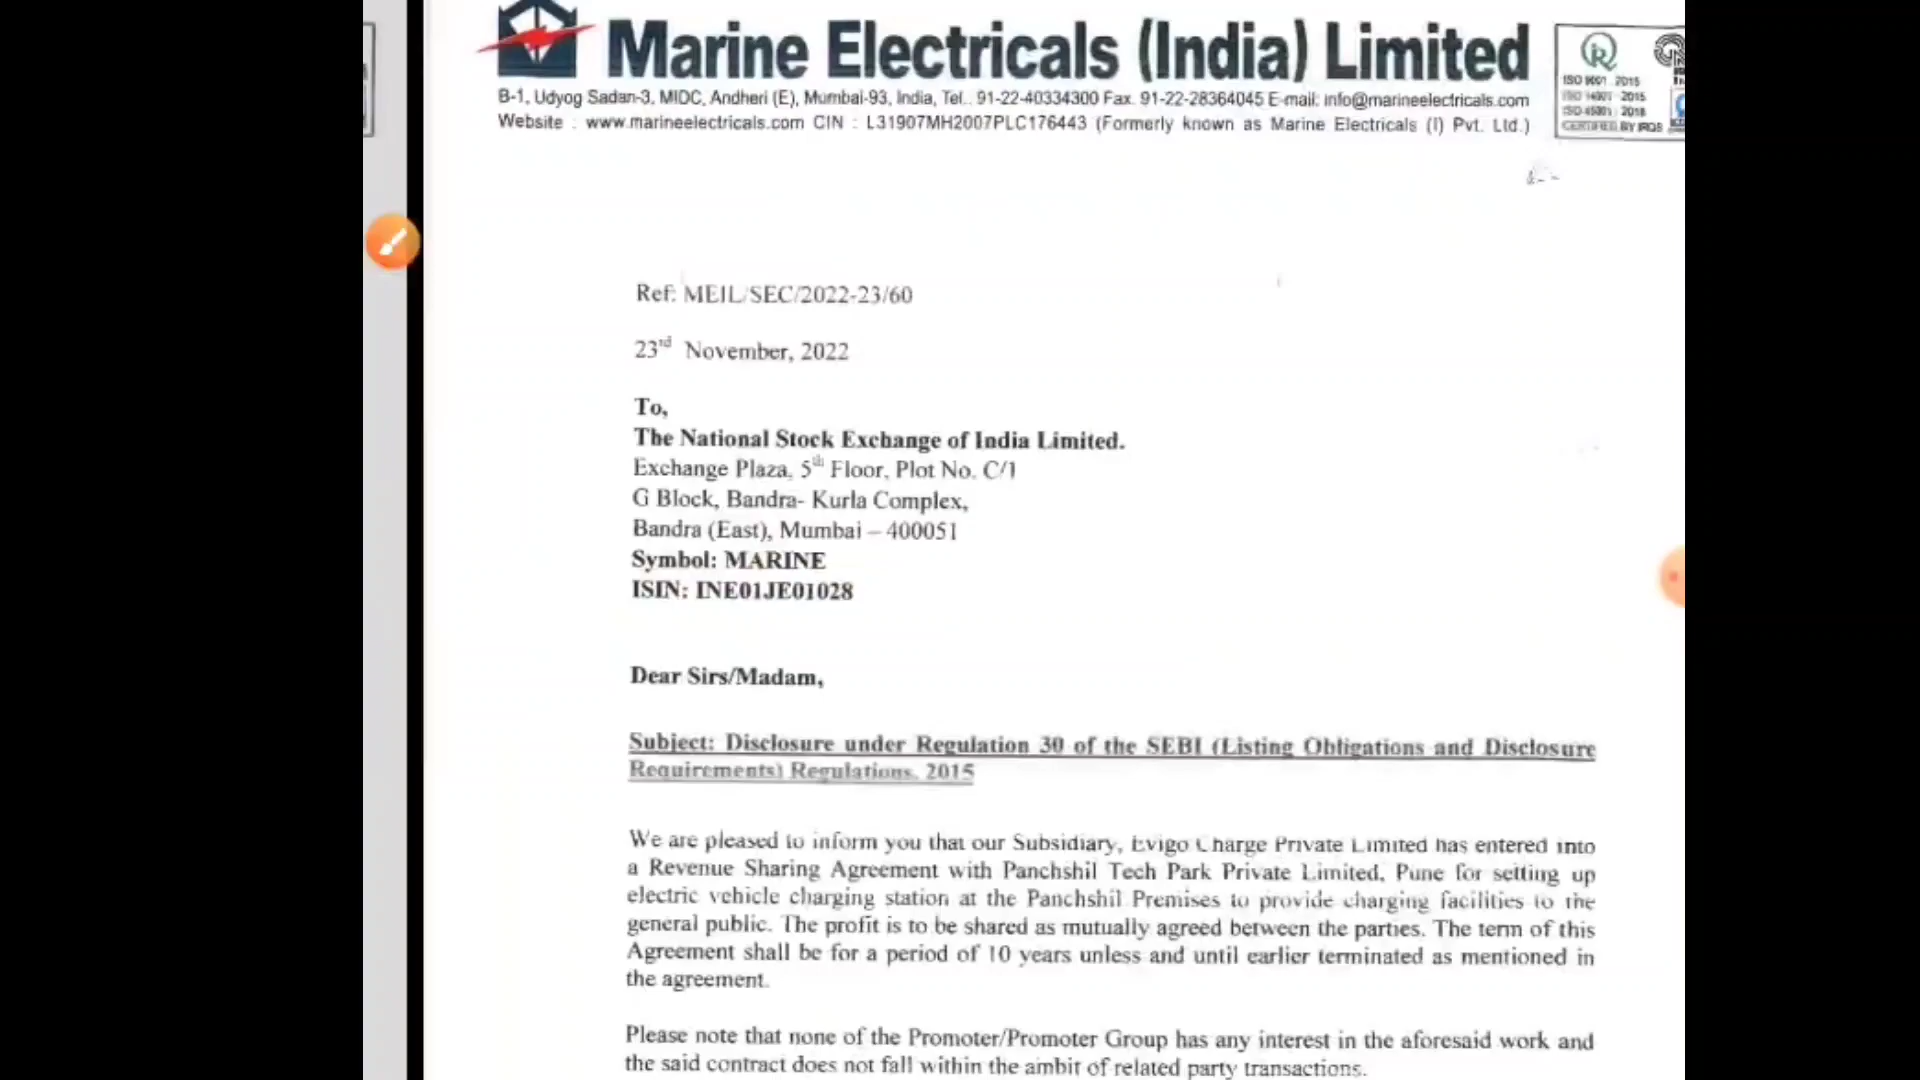 Marine Electricals (India) Limited
B-1, Udyog Sadan-3, MIDC, Andheri (E), Mumbai-93, India, Tel.. 91-22-40334300 Fax. 91-22-28364045 E-mail: info@marineelectricals.com
Website : www.marineelectricals.com CIN : L31907MH2007PLC176443 (Formerly known as Marine Electricals (I) Pvt. Ltd.)
ISO 9001 : 2015
ISO 14001 : 2015
ISO 45001 : 2018
CERTIFIED BY IRQS
Ref: MEIL/SEC/2022-23/60
23rd November, 2022
To,
The National Stock Exchange of India Limited.
Exchange Plaza, 5th Floor, Plot No. C/1
G Block, Bandra- Kurla Complex,
Bandra (East), Mumbai – 400051
Symbol: MARINE
ISIN: INE01JE01028
Dear Sirs/Madam,
Subject: Disclosure under Regulation 30 of the SEBI (Listing Obligations and Disclosure
Requirements) Regulations, 2015
We are pleased to inform you that our Subsidiary, Evigo Charge Private Limited has entered into
a Revenue Sharing Agreement with Panchshil Tech Park Private Limited, Pune for setting up
electric vehicle charging station at the Panchshil Premises to provide charging facilities to the
general public. The profit is to be shared as mutually agreed between the parties. The term of this
Agreement shall be for a period of 10 years unless and until earlier terminated as mentioned in
the agreement.
Please note that none of the Promoter/Promoter Group has any interest in the aforesaid work and
the said contract does not fall within the ambit of related party transactions.